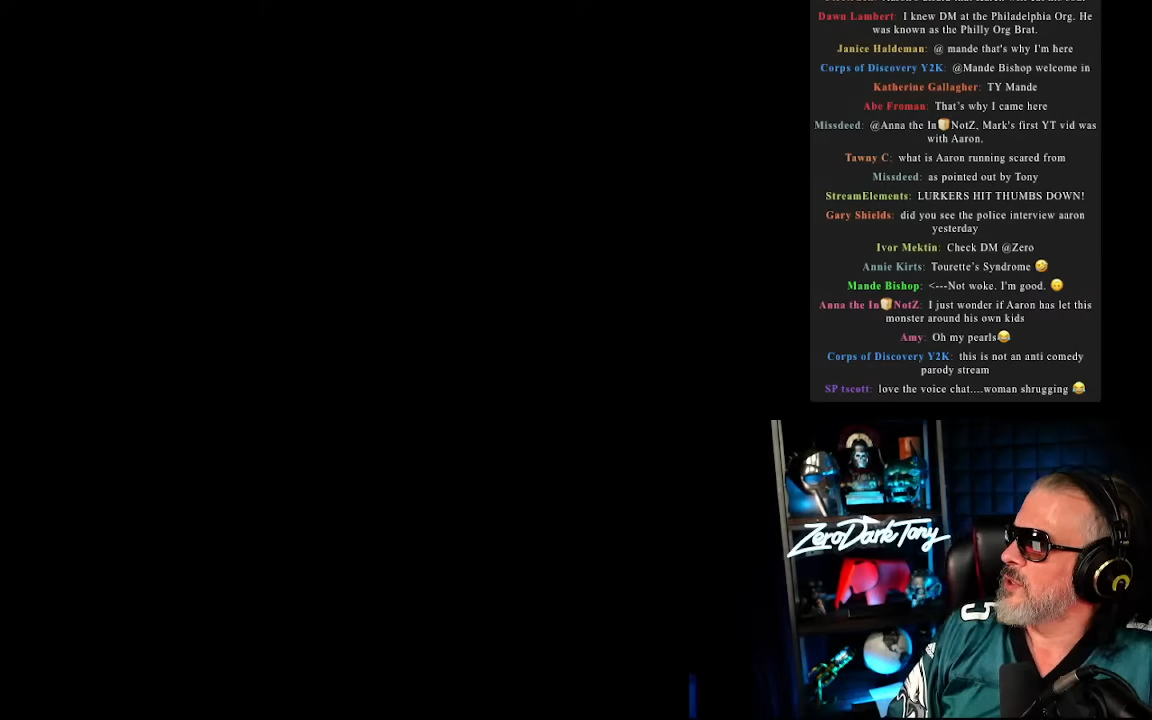 Dawn Lambert: I knew DM at the Philadelphia Org. He
was known as the Philly Org Brat.
Janice Haldeman: @ mande that's why I'm here
Corps of Discovery Y2K: @Mande Bishop welcome in
Katherine Gallagher: TY Mande
Abe Froman: That's why I came here
Missdeed: @Anna the In🍞NotZ, Mark's first YT vid was
with Aaron.
Tawny C: what is Aaron running scared from
Missdeed: as pointed out by Tony
StreamElements: LURKERS HIT THUMBS DOWN!
Gary Shields: did you see the police interview aaron
yesterday
Ivor Mektin: Check DM @Zero
Annie Kirts: Tourette's Syndrome 🤣
Mande Bishop: <---Not woke. I'm good. 🙃
Anna the In🍞NotZ: I just wonder if Aaron has let this
monster around his own kids
Amy: Oh my pearls😂
Corps of Discovery Y2K: this is not an anti comedy
parody stream
SP tscott: love the voice chat....woman shrugging 😂
ZeroDarkTony